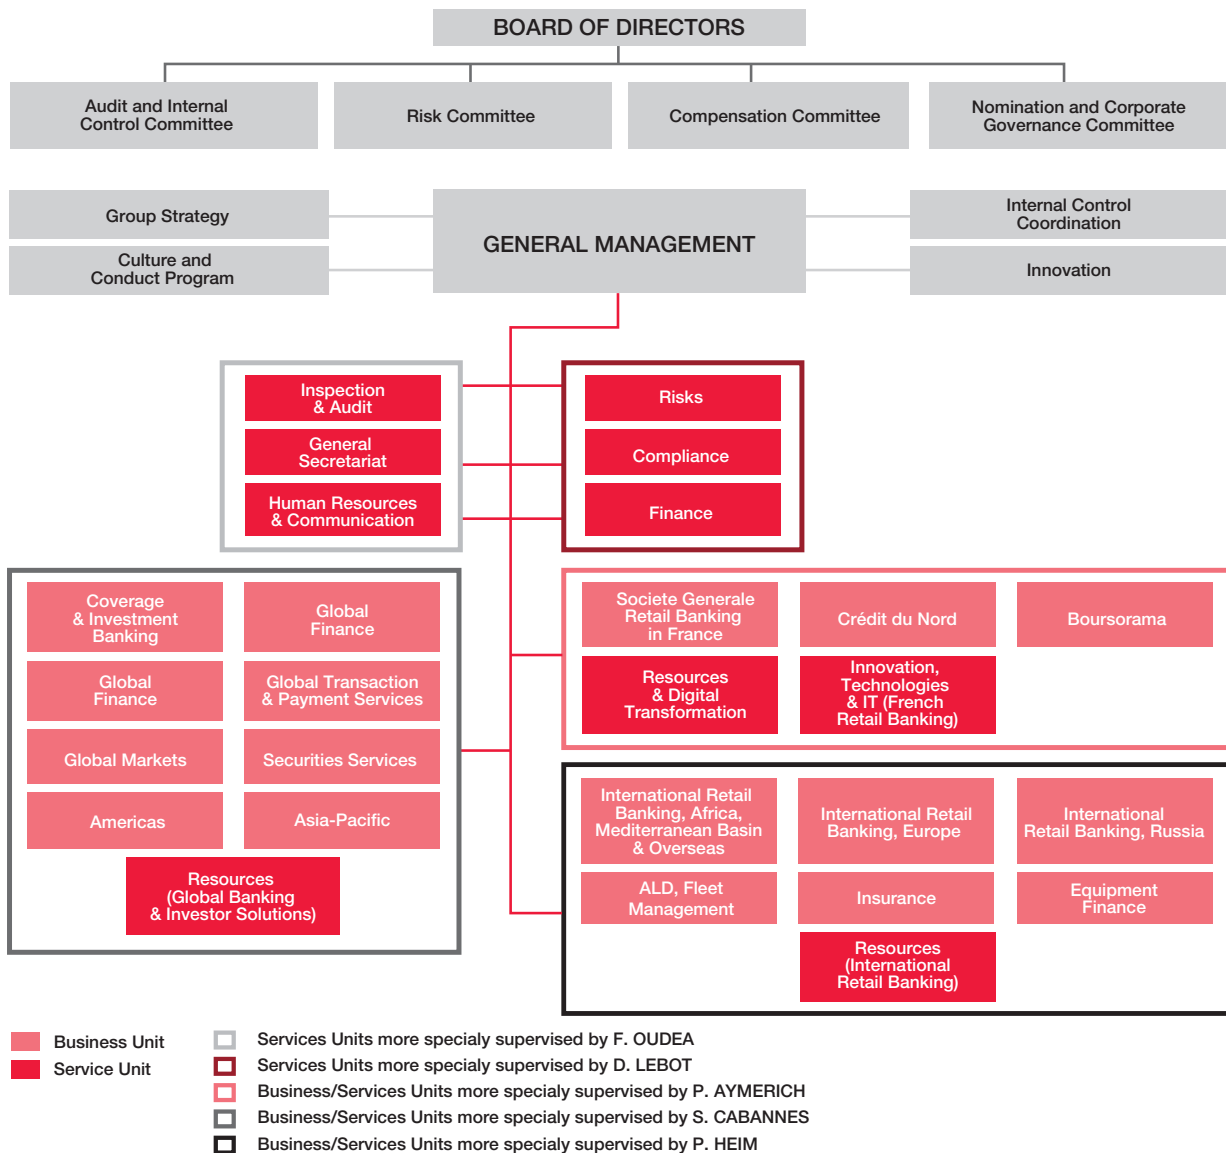 BOARD OF DIRECTORS
Audit and Internal
Control Committee
Risk Committee
Compensation Committee
Nomination and Corporate
Governance Committee
Group Strategy
Culture and
Conduct Program
GENERAL MANAGEMENT
Internal Control
Coordination
Innovation
Inspection
& Audit
General
Secretariat
Human Resources
& Communication
Risks
Compliance
Finance
Coverage
& Investment
Banking
Global
Finance
Global
Finance
Global Transaction
& Payment Services
Global Markets
Securities Services
Americas
Asia-Pacific
Resources
(Global Banking
& Investor Solutions)
Societe Generale
Retail Banking
in France
Crédit du Nord
Boursorama
Resources
& Digital
Transformation
Innovation,
Technologies
& IT (French
Retail Banking)
International Retail
Banking, Africa,
Mediterranean Basin
& Overseas
International Retail
Banking, Europe
International
Retail Banking, Russia
ALD, Fleet
Management
Insurance
Equipment
Finance
Resources
(International
Retail Banking)
Business Unit
Service Unit
Services Units more specialy supervised by F. OUDEA
Services Units more specialy supervised by D. LEBOT
Business/Services Units more specialy supervised by P. AYMERICH
Business/Services Units more specialy supervised by S. CABANNES
Business/Services Units more specialy supervised by P. HEIM